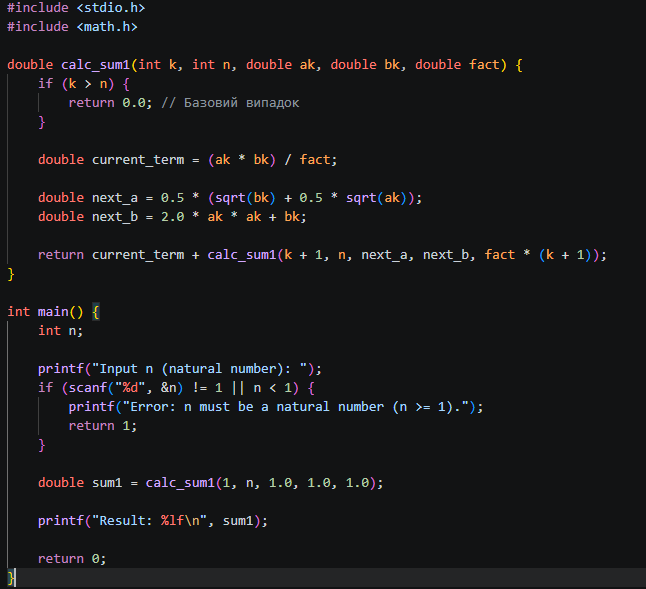 #include <stdio.h>
#include <math.h>

double calc_sum1(int k, int n, double ak, double bk, double fact) {
    if (k > n) {
        return 0.0; // Базовий випадок
    }

    double current_term = (ak * bk) / fact;

    double next_a = 0.5 * (sqrt(bk) + 0.5 * sqrt(ak));
    double next_b = 2.0 * ak * ak + bk;

    return current_term + calc_sum1(k + 1, n, next_a, next_b, fact * (k + 1));
}

int main() {
    int n;

    printf("Input n (natural number): ");
    if (scanf("%d", &n) != 1 || n < 1) {
        printf("Error: n must be a natural number (n >= 1).");
        return 1;
    }

    double sum1 = calc_sum1(1, n, 1.0, 1.0, 1.0);

    printf("Result: %lf\n", sum1);

    return 0;
}